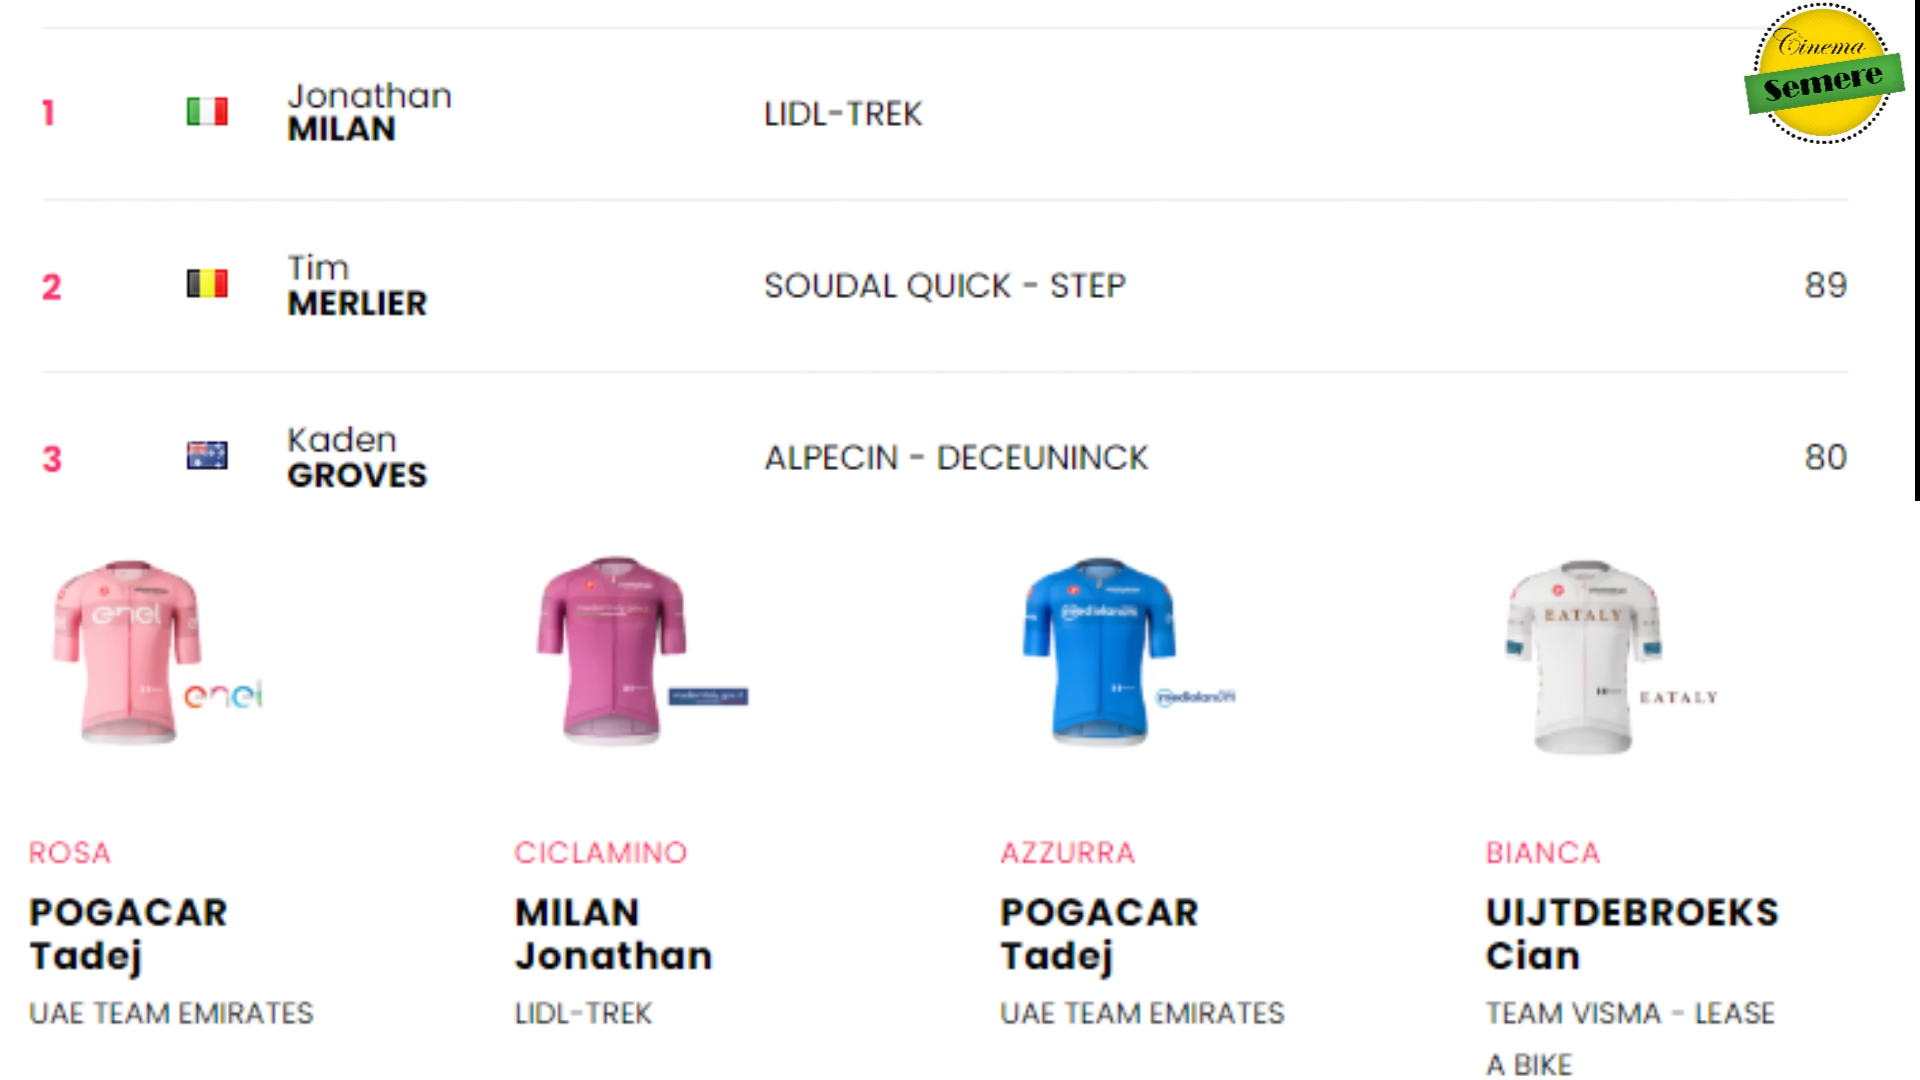 Cinema
Semere
1
Jonathan
MILAN
LIDL-TREK
2
Tim
MERLIER
SOUDAL QUICK - STEP
89
3
Kaden
GROVES
ALPECIN - DECEUNINCK
80
enel
enel
mediolanum
mediolanum
EATALY
EATALY
ROSA
POGACAR
Tadej
UAE TEAM EMIRATES
CICLAMINO
MILAN
Jonathan
LIDL-TREK
AZZURRA
POGACAR
Tadej
UAE TEAM EMIRATES
BIANCA
UIJTDEBROEKS
Cian
TEAM VISMA - LEASE
A BIKE